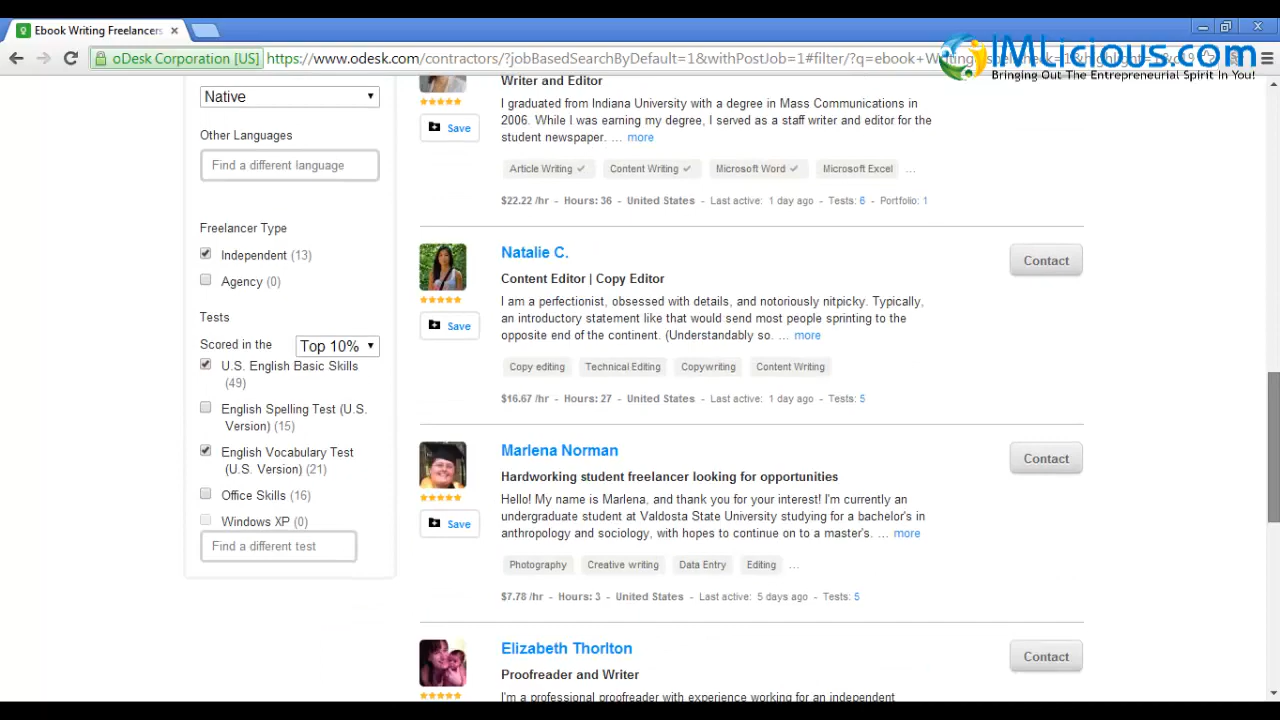 Ebook Writing Freelancers
oDesk Corporation [US]
https://www.odesk.com/contractors/?jobBasedSearchByDefault=1&withPostJob=1#filter/?q=ebook+
IMLicious.com
Bringing Out The Entrepreneurial Spirit In You!
Native
Other Languages
Find a different language
Freelancer Type
Independent (13)
Agency (0)
Tests
Scored in the Top 10%
U.S. English Basic Skills
(49)
English Spelling Test (U.S.
Version) (15)
English Vocabulary Test
(U.S. Version) (21)
Office Skills (16)
Windows XP (0)
Find a different test
Writer and Editor
I graduated from Indiana University with a degree in Mass Communications in
2006. While I was earning my degree, I served as a staff writer and editor for the
student newspaper. ... more
Save
Article Writing Content Writing Microsoft Word Microsoft Excel ...
$22.22 /hr - Hours: 36 - United States - Last active: 1 day ago - Tests: 6 - Portfolio: 1
Natalie C.
Contact
Content Editor | Copy Editor
I am a perfectionist, obsessed with details, and notoriously nitpicky. Typically,
an introductory statement like that would send most people sprinting to the
opposite end of the continent. (Understandably so. ... more
Save
Copy editing Technical Editing Copywriting Content Writing
$16.67 /hr - Hours: 27 - United States - Last active: 1 day ago - Tests: 5
Marlena Norman
Contact
Hardworking student freelancer looking for opportunities
Hello! My name is Marlena, and thank you for your interest! I'm currently an
undergraduate student at Valdosta State University studying for a bachelor's in
anthropology and sociology, with hopes to continue on to a master's. ... more
Save
Photography Creative writing Data Entry Editing ...
$7.78 /hr - Hours: 3 - United States - Last active: 5 days ago - Tests: 5
Elizabeth Thorlton
Contact
Proofreader and Writer
I'm a professional proofreader with experience working for an independent